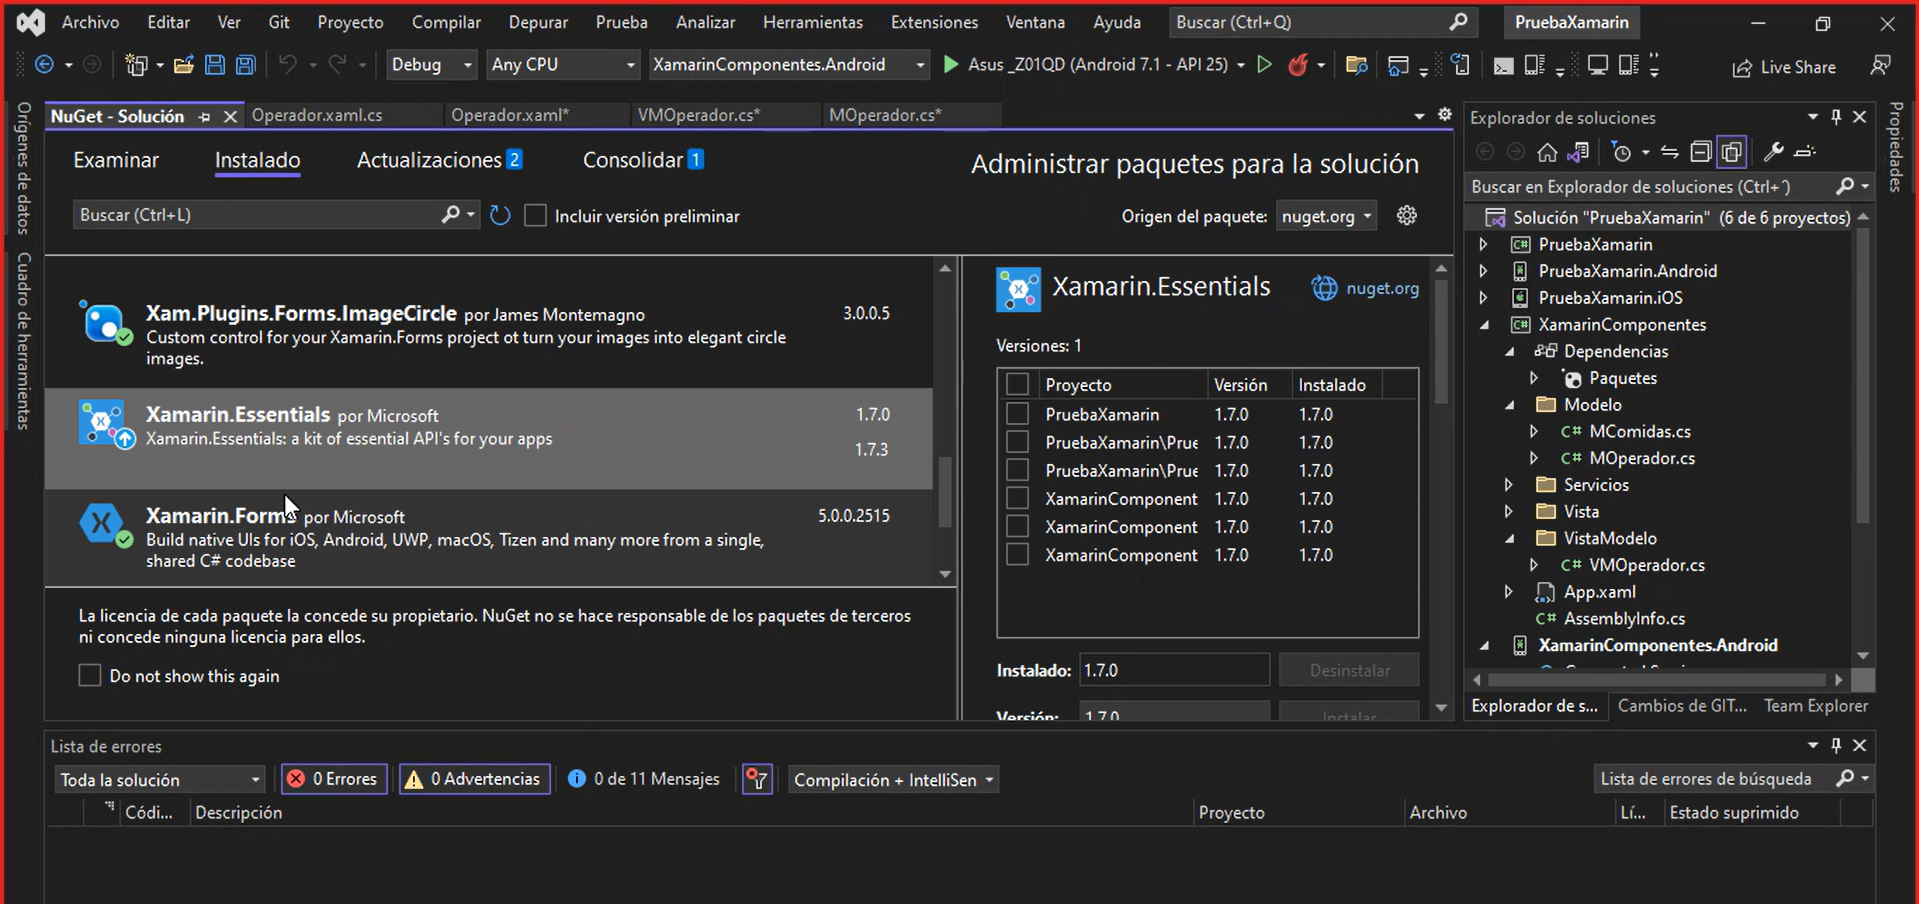 Archivo Editar Ver Git Proyecto Compilar Depurar Prueba Analizar Herramientas Extensiones Ventana Ayuda Buscar (Ctrl+Q) PruebaXamarin
Debug Any CPU XamarinComponentes.Android Asus _Z01QD (Android 7.1 - API 25) Live Share
Orígenes de datos
Cuadro de herramientas
NuGet - Solución Operador.xaml.cs Operador.xaml* VMOperador.cs* MOperador.cs*
Examinar Instalado Actualizaciones 2 Consolidar 1
Administrar paquetes para la solución
Buscar (Ctrl+L) Incluir versión preliminar
Origen del paquete: nuget.org
Xam.Plugins.Forms.ImageCircle por James Montemagno 3.0.0.5
Custom control for your Xamarin.Forms project ot turn your images into elegant circle
images.
Xamarin.Essentials por Microsoft 1.7.0
Xamarin.Essentials: a kit of essential API's for your apps
1.7.3
Xamarin.Forms por Microsoft 5.0.0.2515
Build native UIs for iOS, Android, UWP, macOS, Tizen and many more from a single,
shared C# codebase
La licencia de cada paquete la concede su propietario. NuGet no se hace responsable de los paquetes de terceros
ni concede ninguna licencia para ellos.
Do not show this again
Xamarin.Essentials nuget.org
Versiones: 1
Proyecto Versión Instalado
PruebaXamarin 1.7.0 1.7.0
PruebaXamarin\Prue 1.7.0 1.7.0
PruebaXamarin\Prue 1.7.0 1.7.0
XamarinComponent 1.7.0 1.7.0
XamarinComponent 1.7.0 1.7.0
XamarinComponent 1.7.0 1.7.0
Instalado: 1.7.0 Desinstalar
Versión: 1.7.0 Instalar
Explorador de soluciones
Buscar en Explorador de soluciones (Ctrl+´)
Solución "PruebaXamarin" (6 de 6 proyectos)
C# PruebaXamarin
PruebaXamarin.Android
PruebaXamarin.iOS
C# XamarinComponentes
Dependencias
Paquetes
Modelo
C# MComidas.cs
C# MOperador.cs
Servicios
Vista
VistaModelo
C# VMOperador.cs
App.xaml
C# AssemblyInfo.cs
XamarinComponentes.Android
Explorador de s... Cambios de GIT... Team Explorer
Propiedades
Lista de errores
Toda la solución 0 Errores 0 Advertencias 0 de 11 Mensajes Compilación + IntelliSen Lista de errores de búsqueda
Códi... Descripción Proyecto Archivo Lí... Estado suprimido